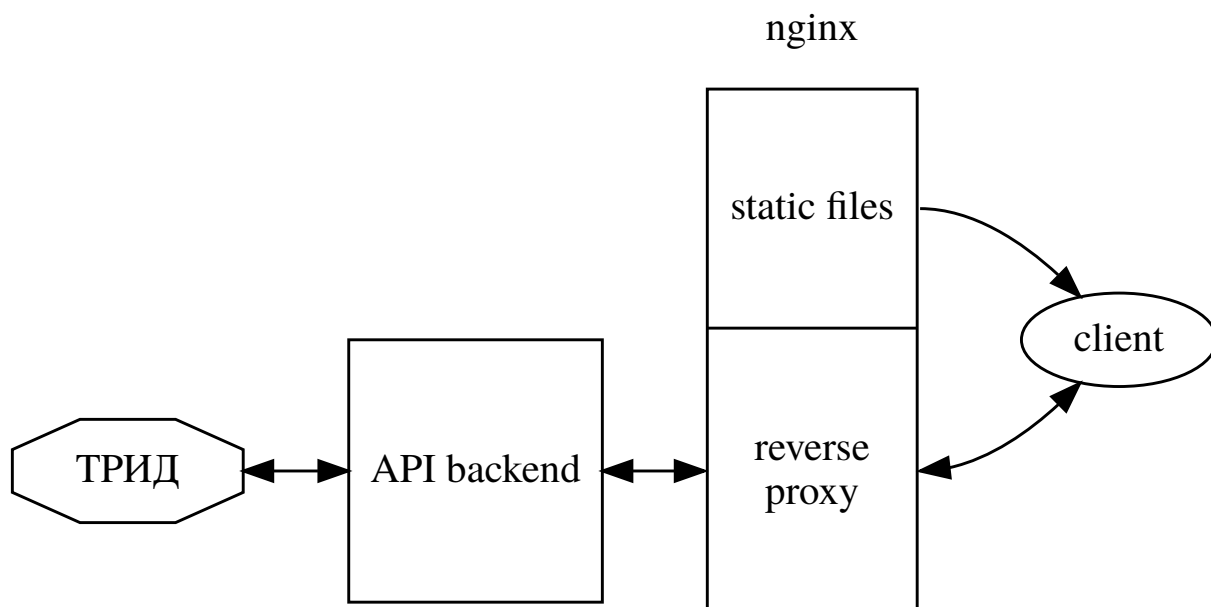 nginx
static files
client
ТРИД
API backend
reverse
proxy